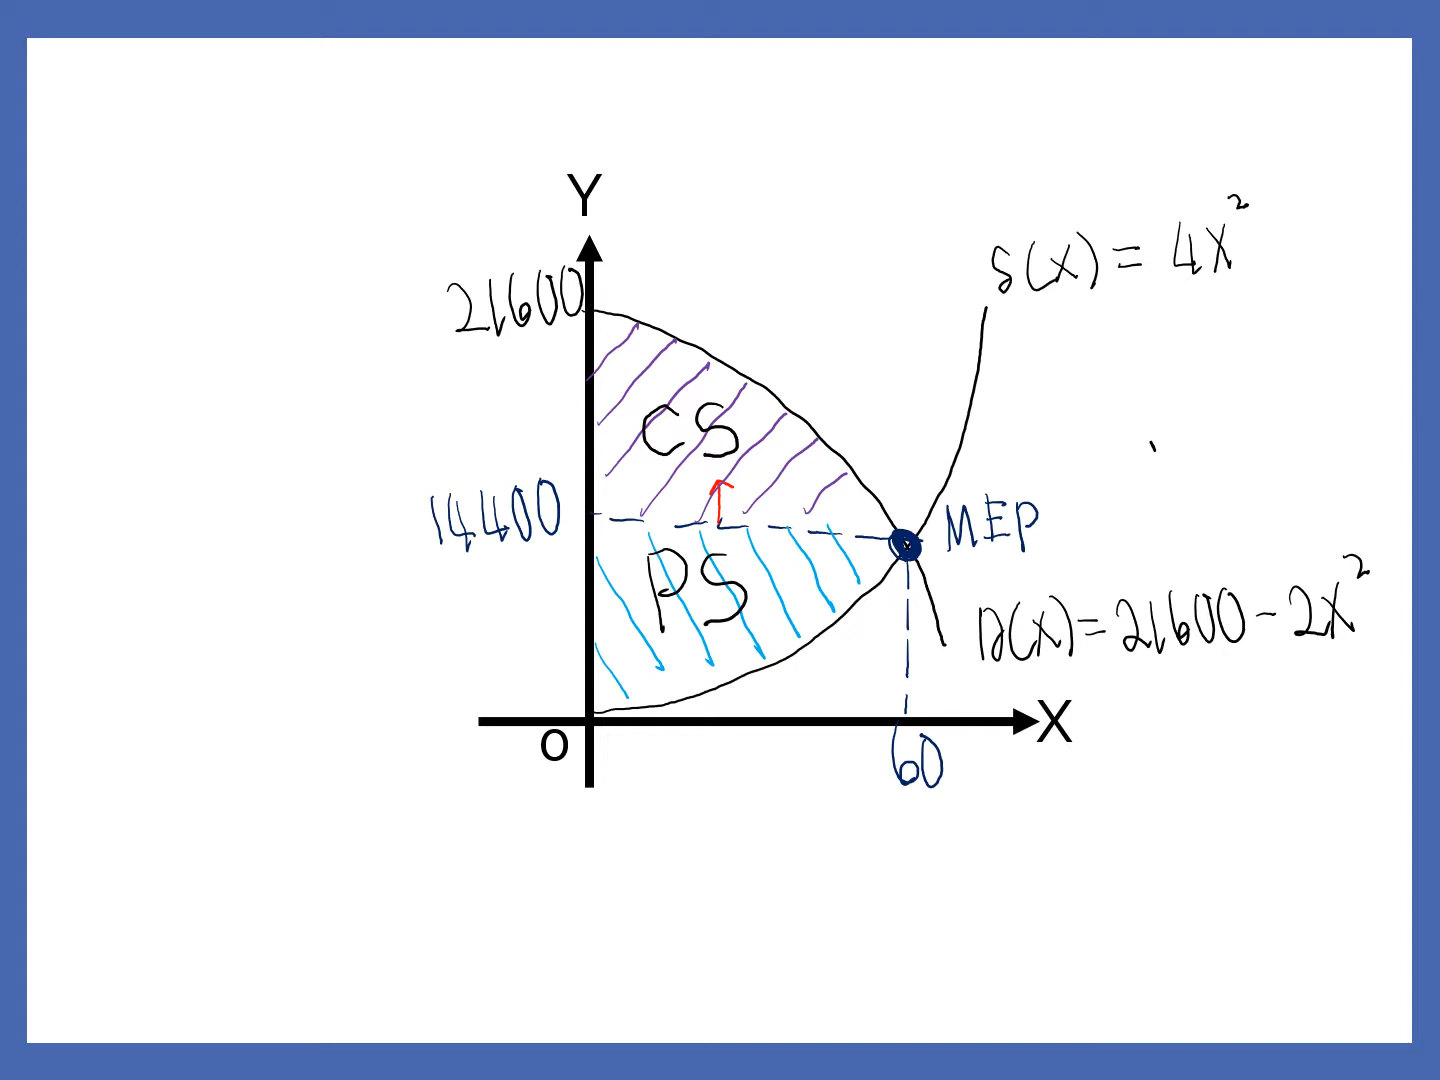 Y
S(X) = 4X²
21600
CS
14400
MEP
PS
D(X) = 21600 - 2X²
X
O
60